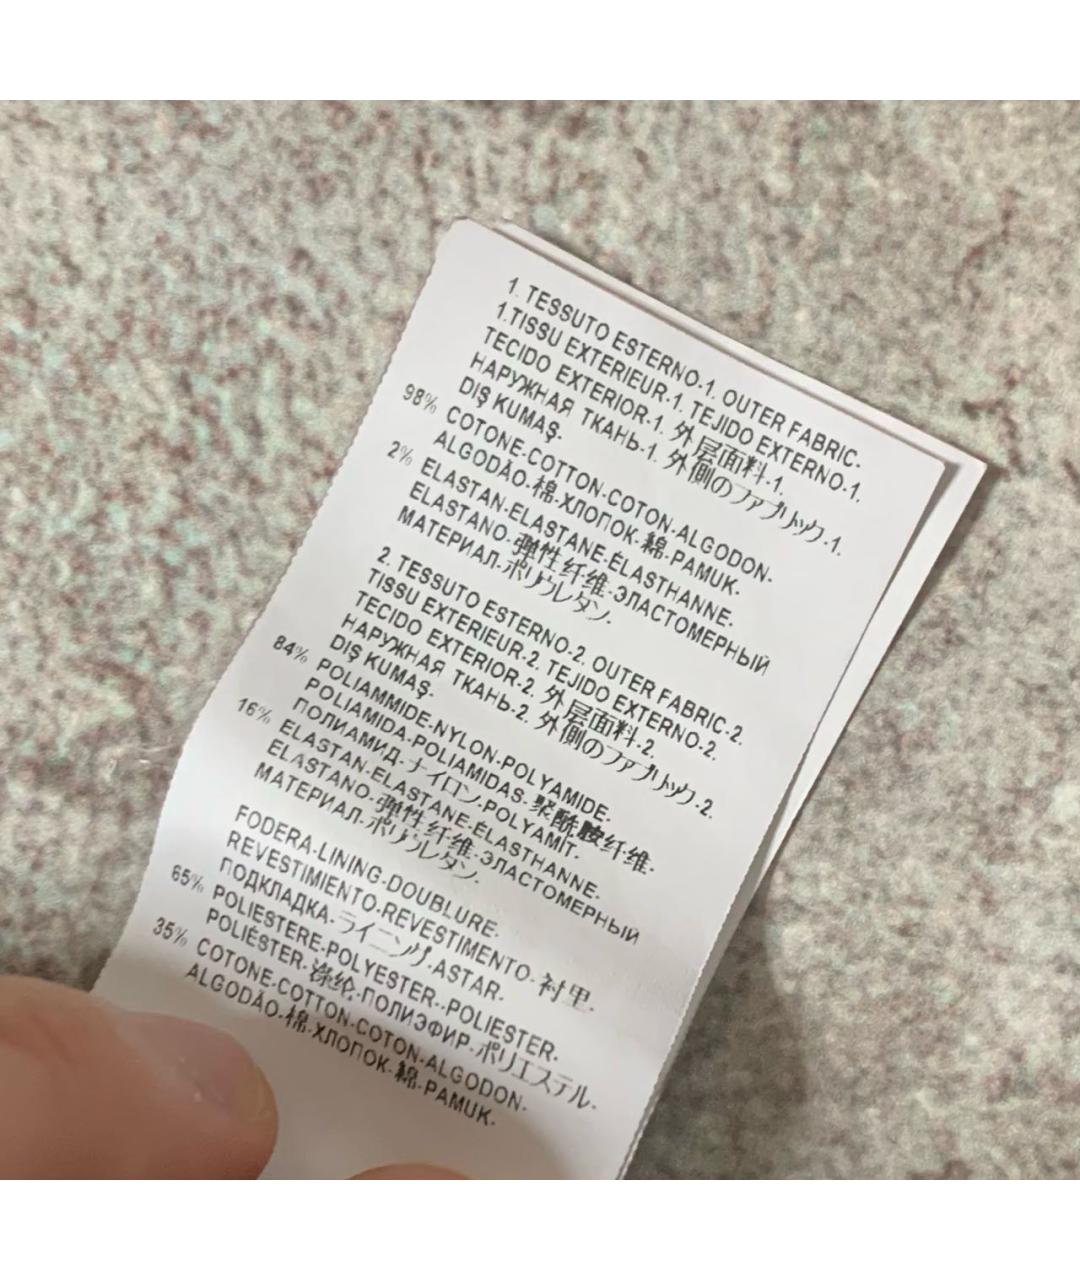 1. TESSUTO ESTERNO-1. OUTER FABRIC-
1.TISSU EXTERIEUR-1. TEJIDO EXTERNO-1.
TECIDO EXTERIOR-1. 外层面料-1.
НАРУЖНАЯ ТКАНЬ-1. 外側のファブリック-1.
DIŞ KUMAŞ-
98% COTONE-COTTON-COTON-ALGODON-
ALGODÃO-棉-ХЛОПОК-綿-PAMUK-
2% ELASTAN-ELASTANE-ÉLASTHANNE-
ELASTANO-弹性纤维-ЭЛАСТОМЕРНЫЙ
МАТЕРИАЛ-ポリウレタン-
2. TESSUTO ESTERNO-2. OUTER FABRIC-2.
TISSU EXTERIEUR-2. TEJIDO EXTERNO-2.
TECIDO EXTERIOR-2. 外层面料-2.
НАРУЖНАЯ ТКАНЬ-2. 外側のファブリック-2.
DIŞ KUMAŞ-
84% POLIAMMIDE-NYLON-POLYAMIDE-
POLIAMIDA-POLIAMIDAS-聚酰胺纤维-
ПОЛИАМИД-ナイロン-POLYAMİT-
16% ELASTAN-ELASTANE-ÉLASTHANNE-
ELASTANO-弹性纤维-ЭЛАСТОМЕРНЫЙ
МАТЕРИАЛ-ポリウレタン-
FODERA-LINING-DOUBLURE-
REVESTIMIENTO-REVESTIMENTO-衬里-
ПОДКЛАДКА-ライニング-ASTAR-
65% POLIESTERE-POLYESTER-POLIESTER-
POLIÉSTER-涤纶-ПОЛИЭФИР-ポリエステル-
35% COTONE-COTTON-COTON-ALGODON-
ALGODÃO-棉-ХЛОПОК-綿-PAMUK-